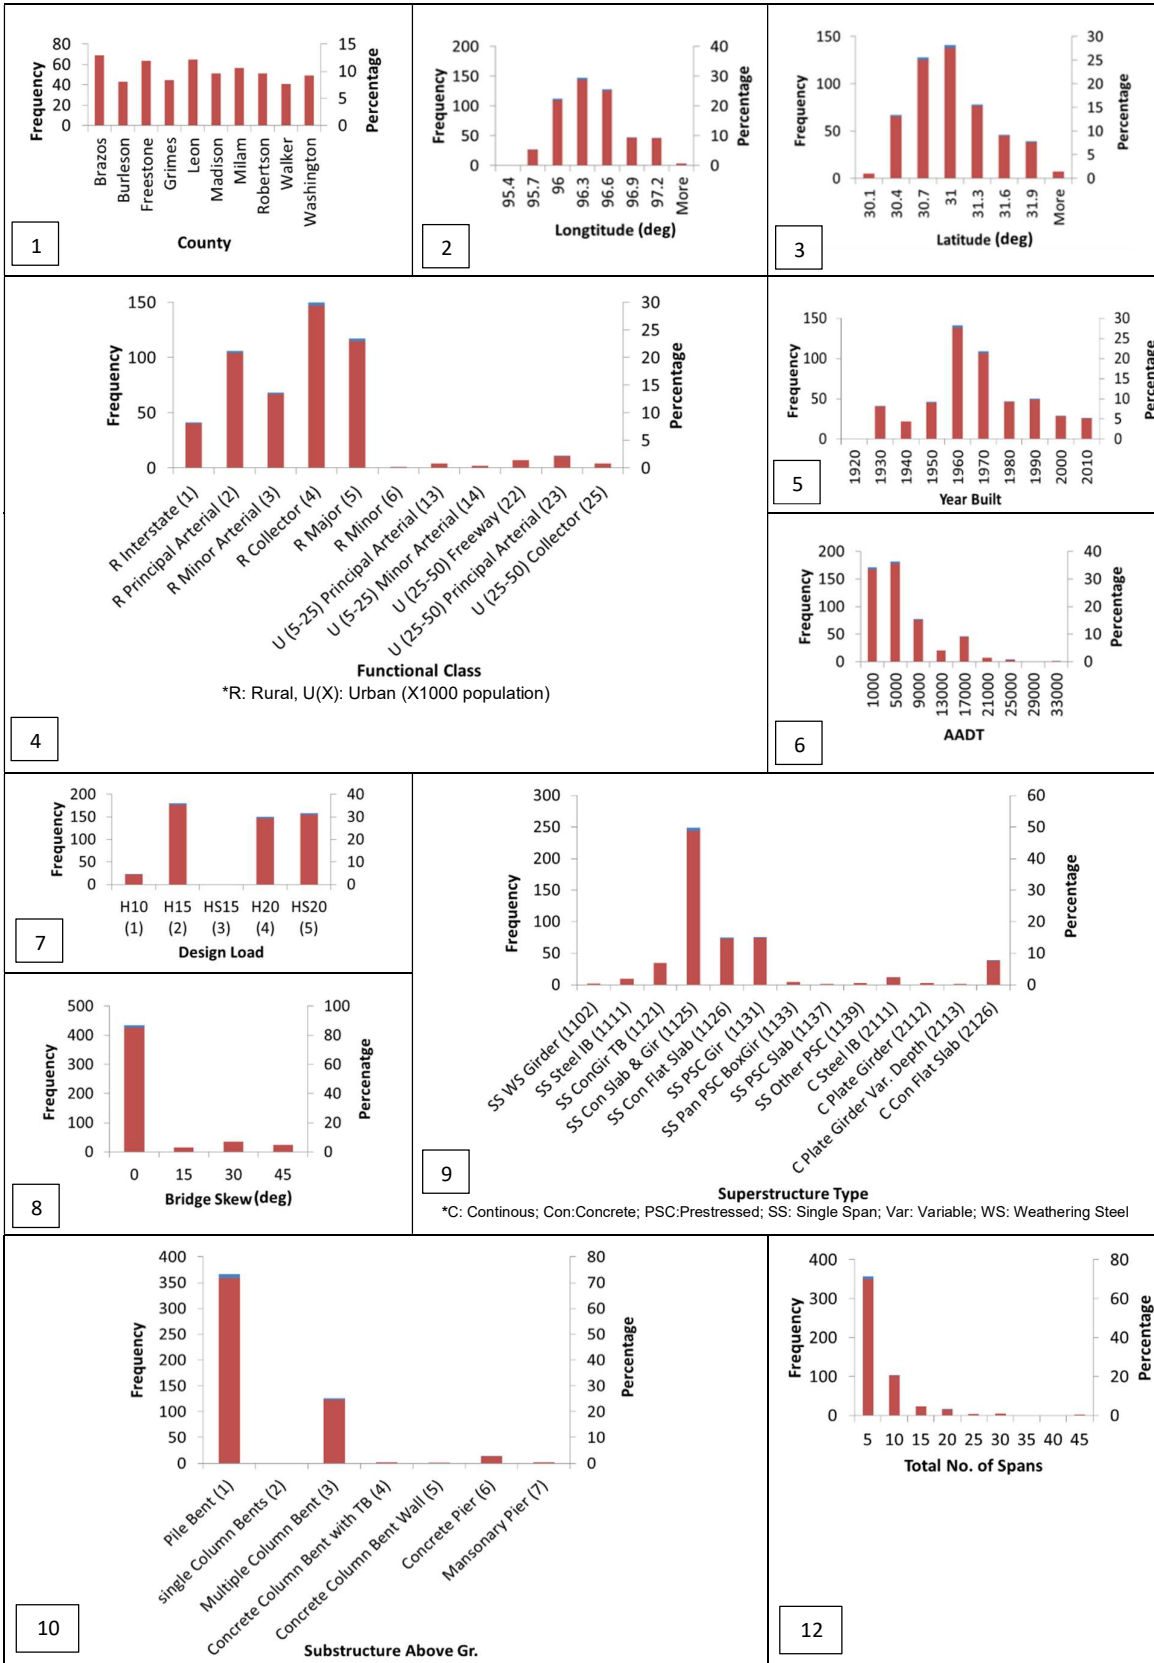 80
60
40
20
0
15
10
5
0
Frequency
Percentage
Brazos
Burleson
Freestone
Grimes
Leon
Madison
Milam
Robertson
Walker
Washington
County
1
200
150
100
50
0
40
30
20
10
0
Frequency
Percentage
95.4
95.7
96
96.3
96.6
96.9
97.2
More
Longtitude (deg)
2
150
100
50
0
30
25
20
15
10
5
0
Frequency
Percentage
30.1
30.4
30.7
31
31.3
31.6
31.9
More
Latitude (deg)
3
150
100
50
0
30
25
20
15
10
5
0
Frequency
Percentage
R Interstate (1)
R Principal Arterial (2)
R Minor Arterial (3)
R Collector (4)
R Major (5)
R Minor (6)
U (5-25) Principal Arterial (13)
U (5-25) Minor Arterial (14)
U (25-50) Freeway (22)
U (25-50) Principal Arterial (23)
U (25-50) Collector (25)
Functional Class
*R: Rural, U(X): Urban (X1000 population)
4
150
100
50
0
30
25
20
15
10
5
0
Frequency
Percentage
1920
1930
1940
1950
1960
1970
1980
1990
2000
2010
Year Built
5
200
150
100
50
0
40
30
20
10
0
Frequency
Percentage
1000
5000
9000
13000
17000
21000
25000
29000
33000
AADT
6
200
150
100
50
0
40
30
20
10
0
Frequency
Percentage
H10 H15 HS15 H20 HS20
(1) (2) (3) (4) (5)
Design Load
7
500
400
300
200
100
0
100
80
60
40
20
0
Frequency
Percenatge
0 15 30 45
Bridge Skew(deg)
8
300
250
200
150
100
50
0
60
50
40
30
20
10
0
Frequency
Percentage
SS WS Girder (1102)
SS Steel IB (1111)
SS ConGir TB (1121)
SS Con Slab & Gir (1125)
SS Con Flat Slab (1126)
SS PSC Gir (1131)
SS Pan PSC BoxGir (1133)
SS PSC Slab (1137)
SS Other PSC (1139)
C Steel IB (2111)
C Plate Girder (2112)
C Plate Girder Var. Depth (2113)
C Con Flat Slab (2126)
Superstructure Type
*C: Continous; Con:Concrete; PSC:Prestressed; SS: Single Span; Var: Variable; WS: Weathering Steel
9
400
350
300
250
200
150
100
50
0
80
70
60
50
40
30
20
10
0
Frequency
Percentage
Pile Bent (1)
single Column Bents (2)
Multiple Column Bent (3)
Concrete Column Bent with TB (4)
Concrete Column Bent Wall (5)
Concrete Pier (6)
Mansonary Pier (7)
Substructure Above Gr.
10
400
300
200
100
0
80
60
40
20
0
Frequency
Percentage
5 10 15 20 25 30 35 40 45
Total No. of Spans
12